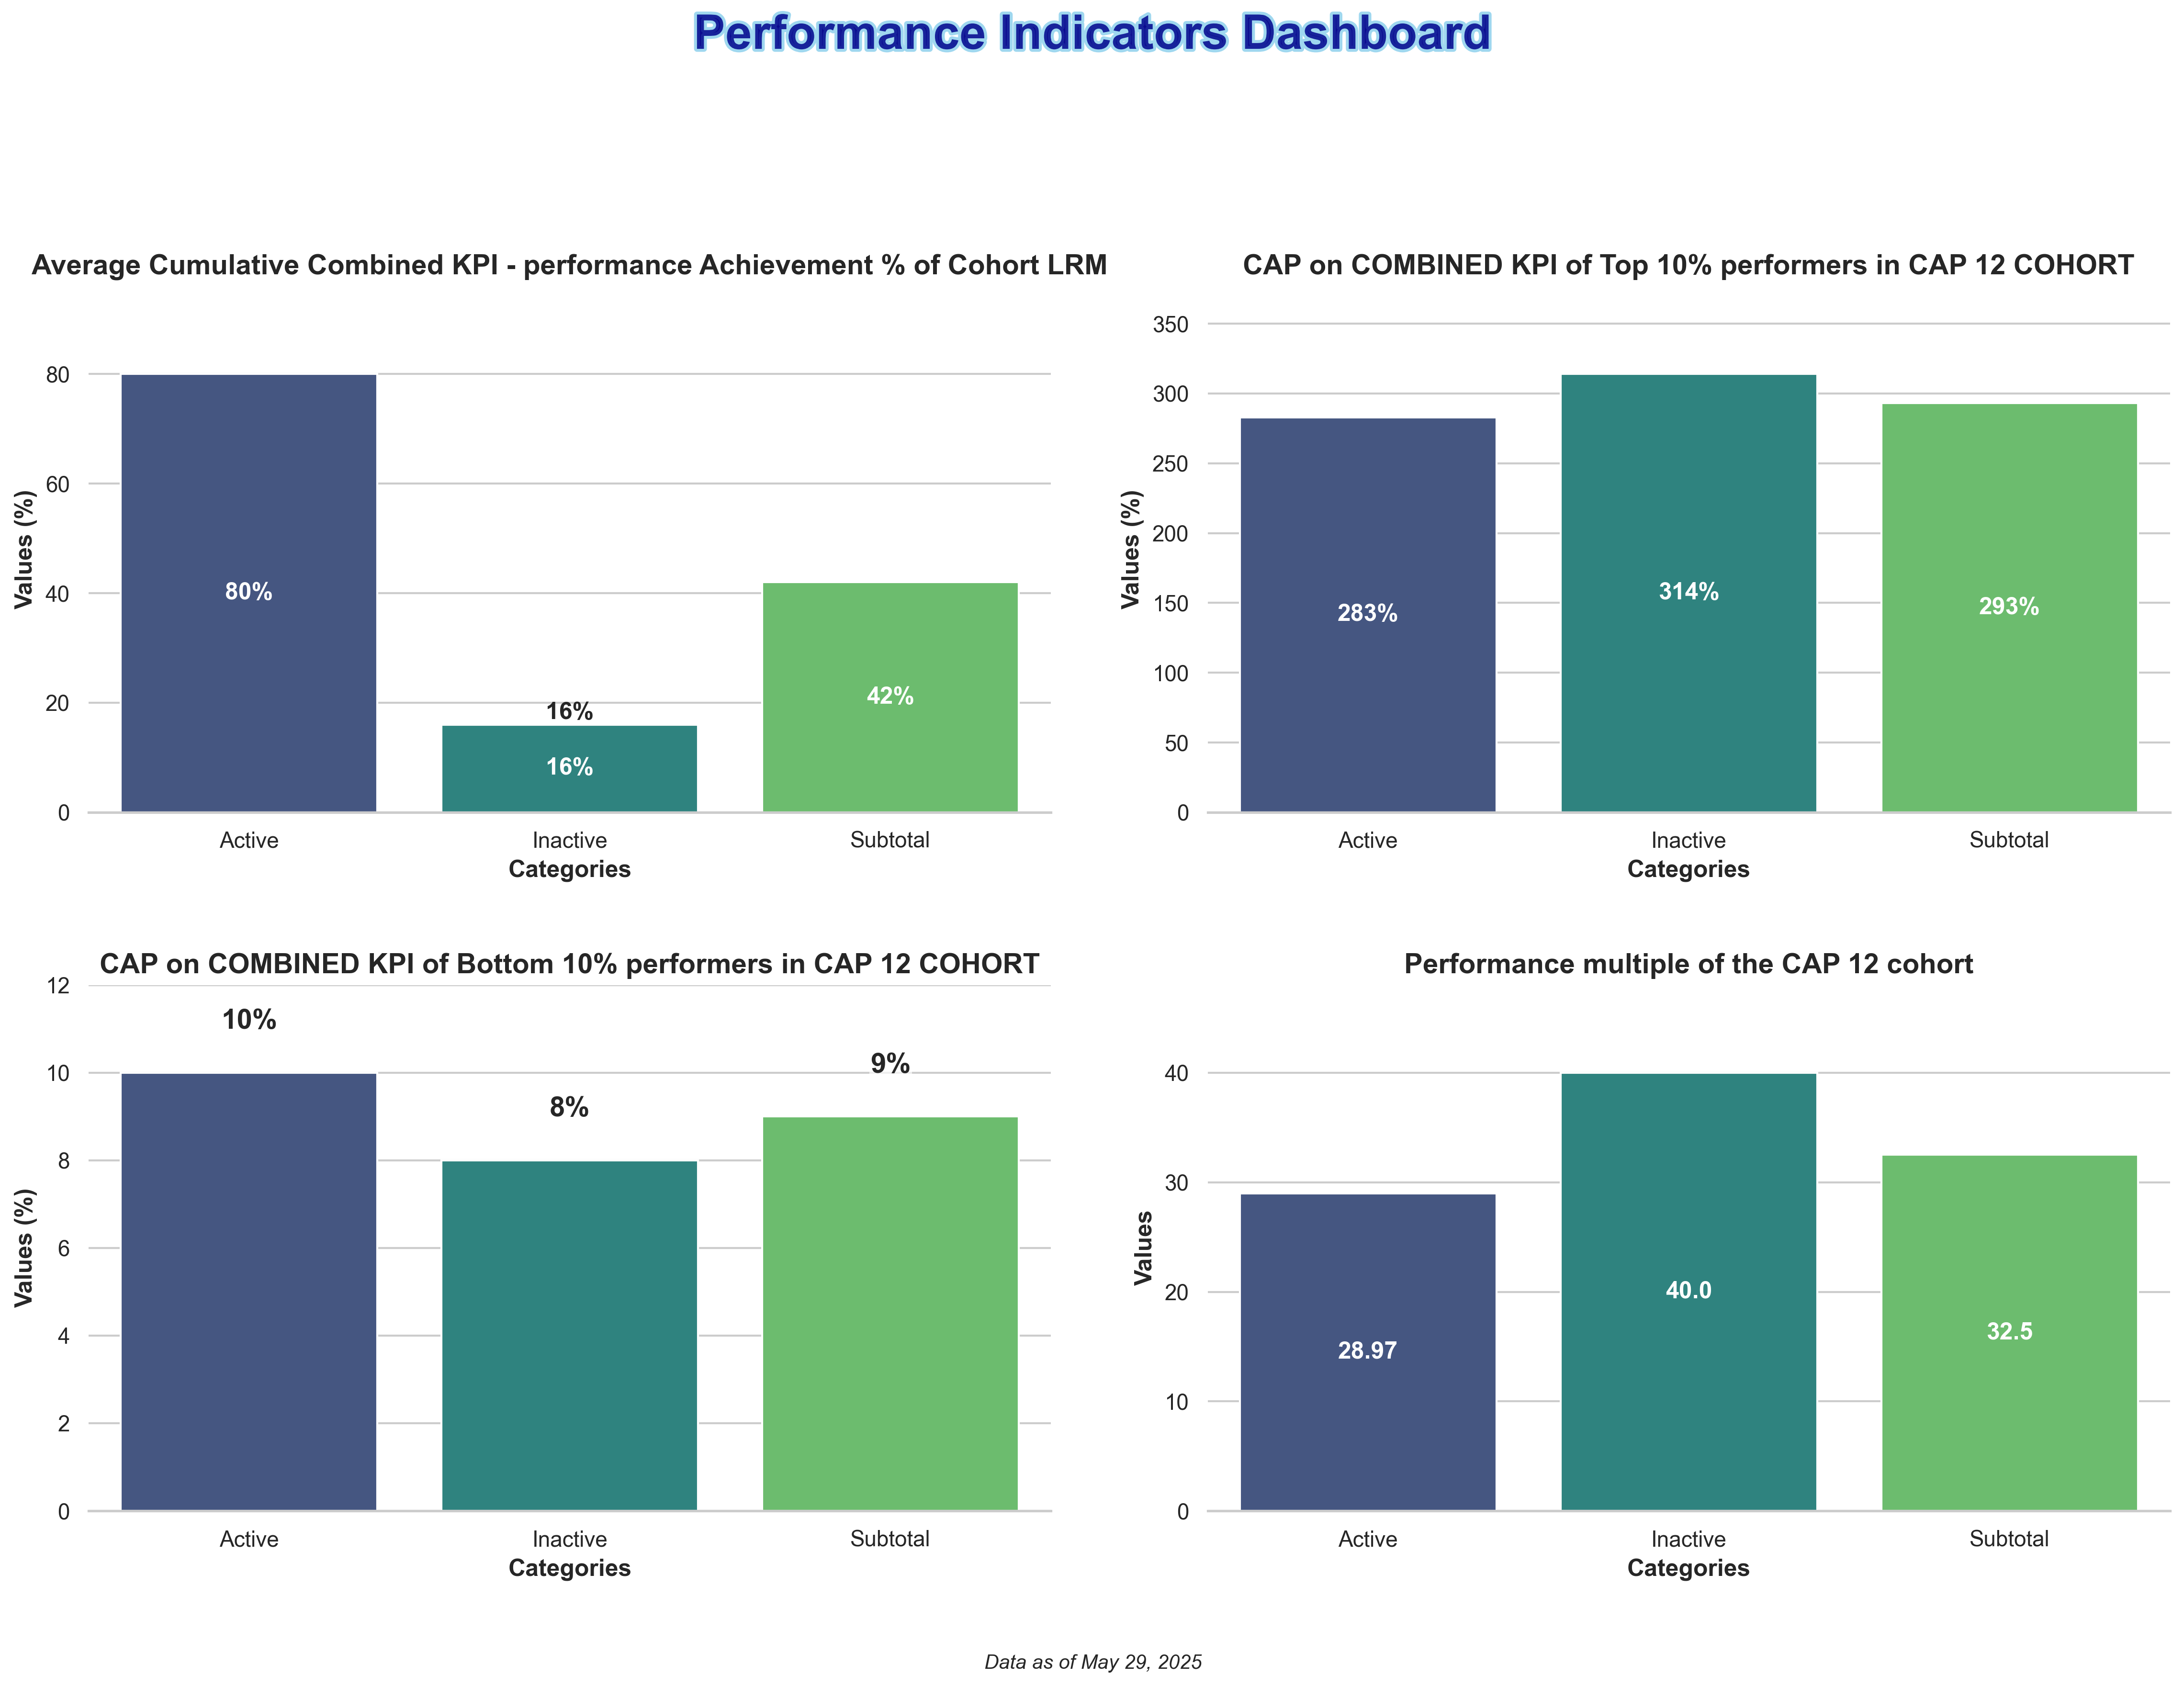 Performance Indicators Dashboard
Average Cumulative Combined KPI - performance Achievement % of Cohort LRM
Values (%)
80
60
40
20
0
80%
16%
16%
42%
Active
Inactive
Subtotal
Categories
CAP on COMBINED KPI of Top 10% performers in CAP 12 COHORT
Values (%)
350
300
250
200
150
100
50
0
283%
314%
293%
Active
Inactive
Subtotal
Categories
CAP on COMBINED KPI of Bottom 10% performers in CAP 12 COHORT
Values (%)
12
10
8
6
4
2
0
10%
8%
9%
Active
Inactive
Subtotal
Categories
Performance multiple of the CAP 12 cohort
Values
40
30
20
10
0
28.97
40.0
32.5
Active
Inactive
Subtotal
Categories
Data as of May 29, 2025